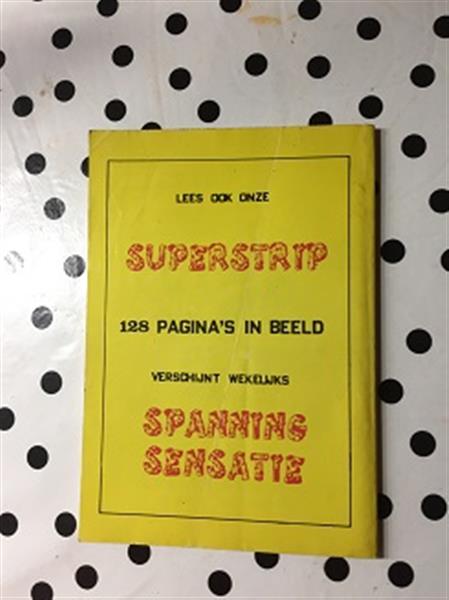 LEES OOK ONZE
SUPERSTRIP
128 PAGINA'S IN BEELD
VERSCHIJNT WEKELIJKS
SPANNING
SENSATIE